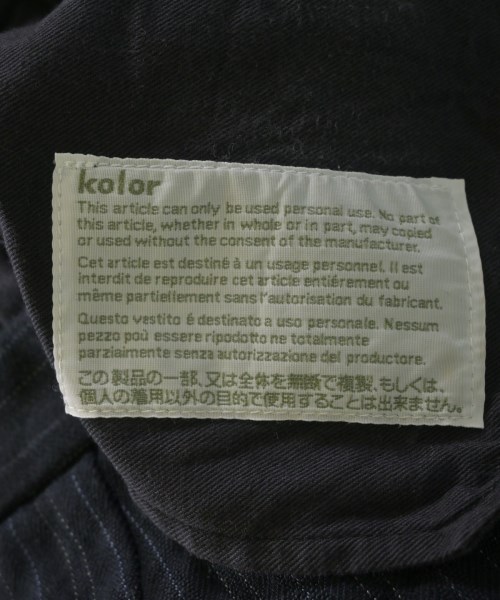 kolor
This article can only be used personal use. No part of
this article, whether in whole or in part, may copied
or used without the consent of the manufacturer.
Cet article est destiné à un usage personnel. Il est
interdit de reproduire cet article entiérement ou
même partiellement sans l'autorisation du fabricant.
Questo vestito é destinato a uso personale. Nessum
pezzo poù essere ripodotto ne totalmente
parziaimente senza autorizzazione del productore.
この製品の一部、又は全体を無断で複製、もしくは、
個人の着用以外の目的で使用することは出来ません。